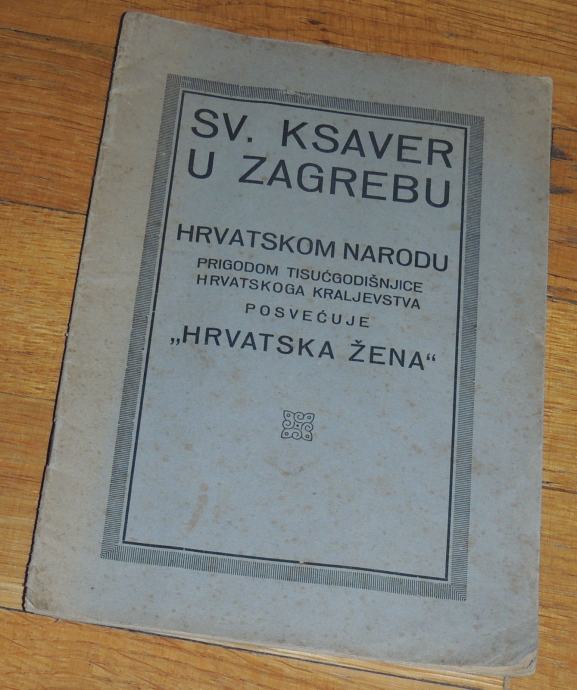 SV. KSAVER
U ZAGREBU
HRVATSKOM NARODU
PRIGODOM TISUĆGODIŠNJICE
HRVATSKOGA KRALJEVSTVA
POSVEĆUJE
„HRVATSKA ŽENA“